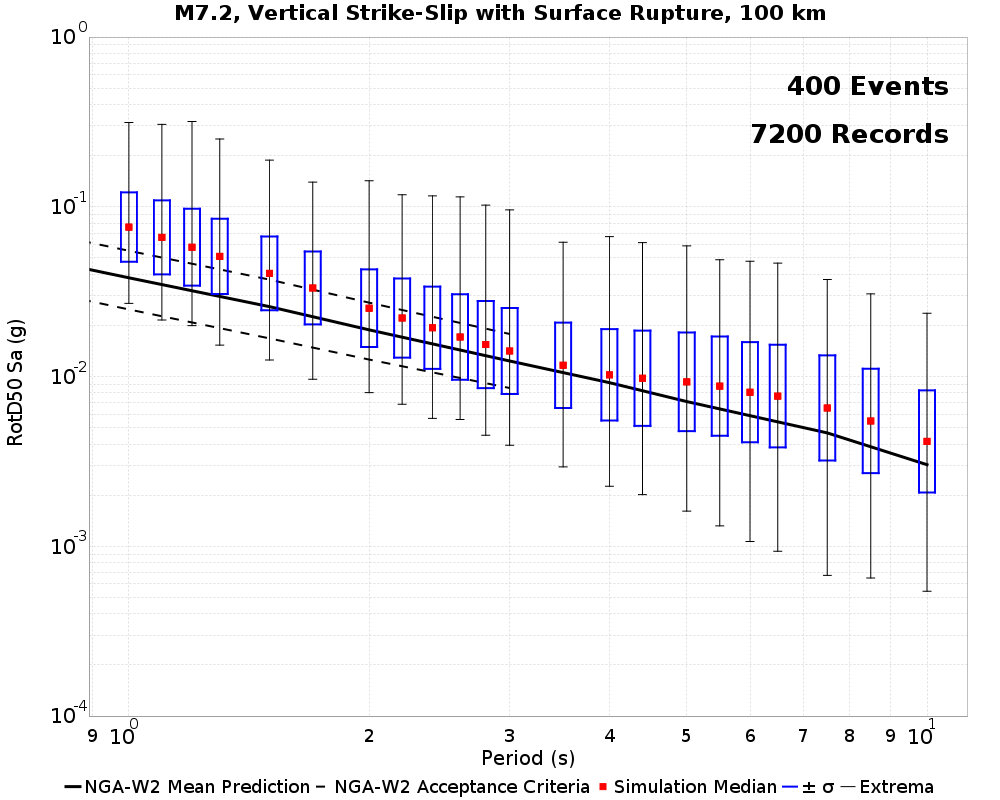 M7.2, Vertical Strike-Slip with Surface Rupture, 100 km
400 Events
7200 Records
RotD50 Sa (g)
10^0
10^-1
10^-2
10^-3
10^-4
9 10^0 2 3 4 5 6 7 8 9 10^1
Period (s)
NGA-W2 Mean Prediction NGA-W2 Acceptance Criteria Simulation Median ± σ Extrema